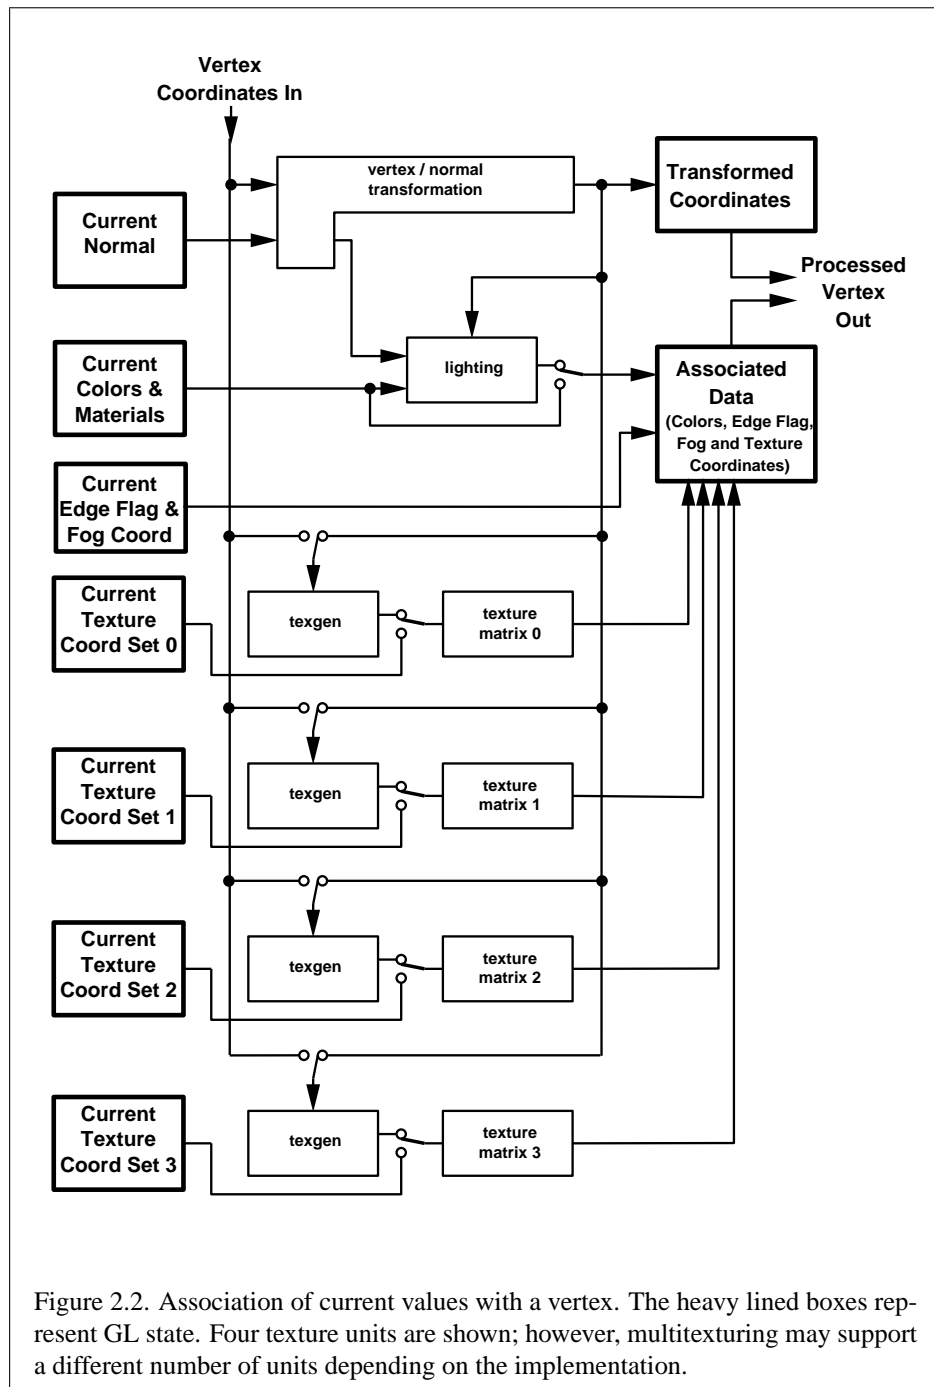 Vertex
Coordinates In
vertex / normal
transformation
Transformed
Coordinates
Current
Normal
Processed
Vertex
Out
Current
Colors &
Materials
lighting
Associated
Data
(Colors, Edge Flag,
Fog and Texture
Coordinates)
Current
Edge Flag &
Fog Coord
Current
Texture
Coord Set 0
texgen
texture
matrix 0
Current
Texture
Coord Set 1
texgen
texture
matrix 1
Current
Texture
Coord Set 2
texgen
texture
matrix 2
Current
Texture
Coord Set 3
texgen
texture
matrix 3
Figure 2.2. Association of current values with a vertex. The heavy lined boxes rep-
resent GL state. Four texture units are shown; however, multitexturing may support
a different number of units depending on the implementation.